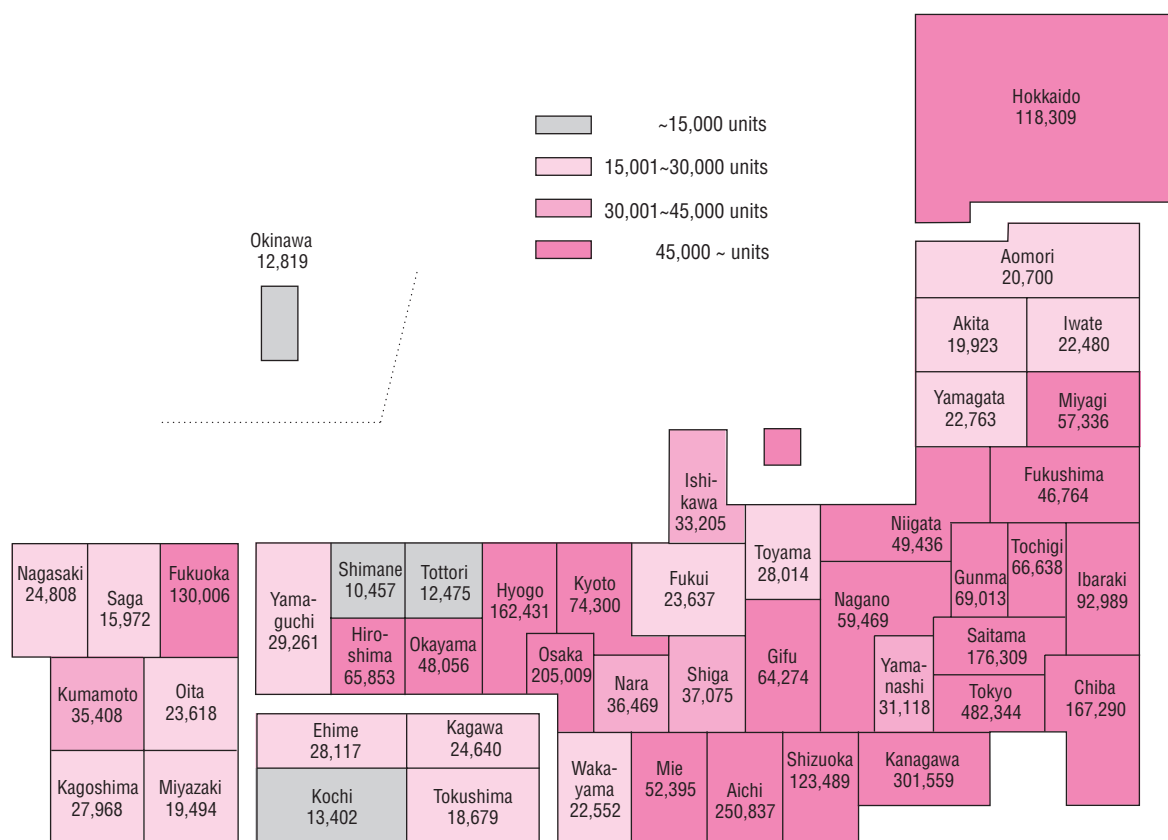 Hokkaido
118,309
~15,000 units
15,001~30,000 units
30,001~45,000 units
45,000 ~ units
Okinawa
12,819
Aomori
20,700
Akita
19,923
Iwate
22,480
Yamagata
22,763
Miyagi
57,336
Fukushima
46,764
Ishi-
kawa
33,205
Niigata
49,436
Toyama
28,014
Tochigi
66,638
Gunma
69,013
Ibaraki
92,989
Nagasaki
24,808
Saga
15,972
Fukuoka
130,006
Yama-
guchi
29,261
Shimane
10,457
Tottori
12,475
Hyogo
162,431
Kyoto
74,300
Fukui
23,637
Nagano
59,469
Hiro-
shima
65,853
Okayama
48,056
Osaka
205,009
Nara
36,469
Shiga
37,075
Gifu
64,274
Yama-
nashi
31,118
Saitama
176,309
Tokyo
482,344
Chiba
167,290
Kumamoto
35,408
Oita
23,618
Ehime
28,117
Kagawa
24,640
Kagoshima
27,968
Miyazaki
19,494
Kochi
13,402
Tokushima
18,679
Waka-
yama
22,552
Mie
52,395
Aichi
250,837
Shizuoka
123,489
Kanagawa
301,559